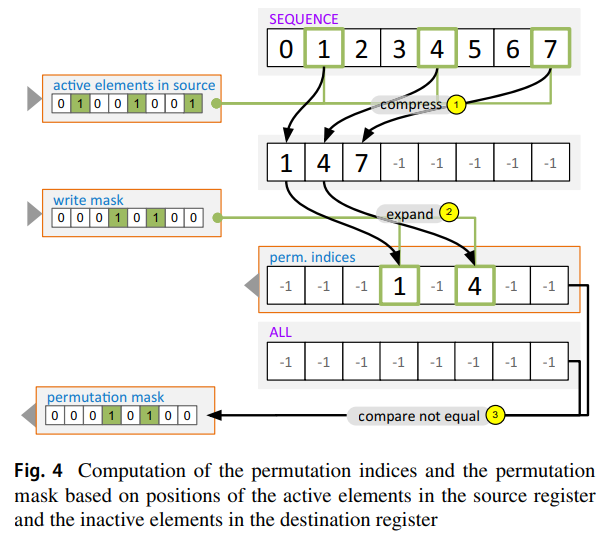 SEQUENCE
0 1 2 3 4 5 6 7
active elements in source
0 1 0 0 1 0 0 1
compress 1
1 4 7 -1 -1 -1 -1 -1
write mask
0 0 0 1 0 1 0 0
expand 2
perm. indices
-1 -1 -1 1 -1 4 -1 -1
ALL
-1 -1 -1 -1 -1 -1 -1 -1
permutation mask
0 0 0 1 0 1 0 0
compare not equal 3
Fig. 4 Computation of the permutation indices and the permutation
mask based on positions of the active elements in the source register
and the inactive elements in the destination register